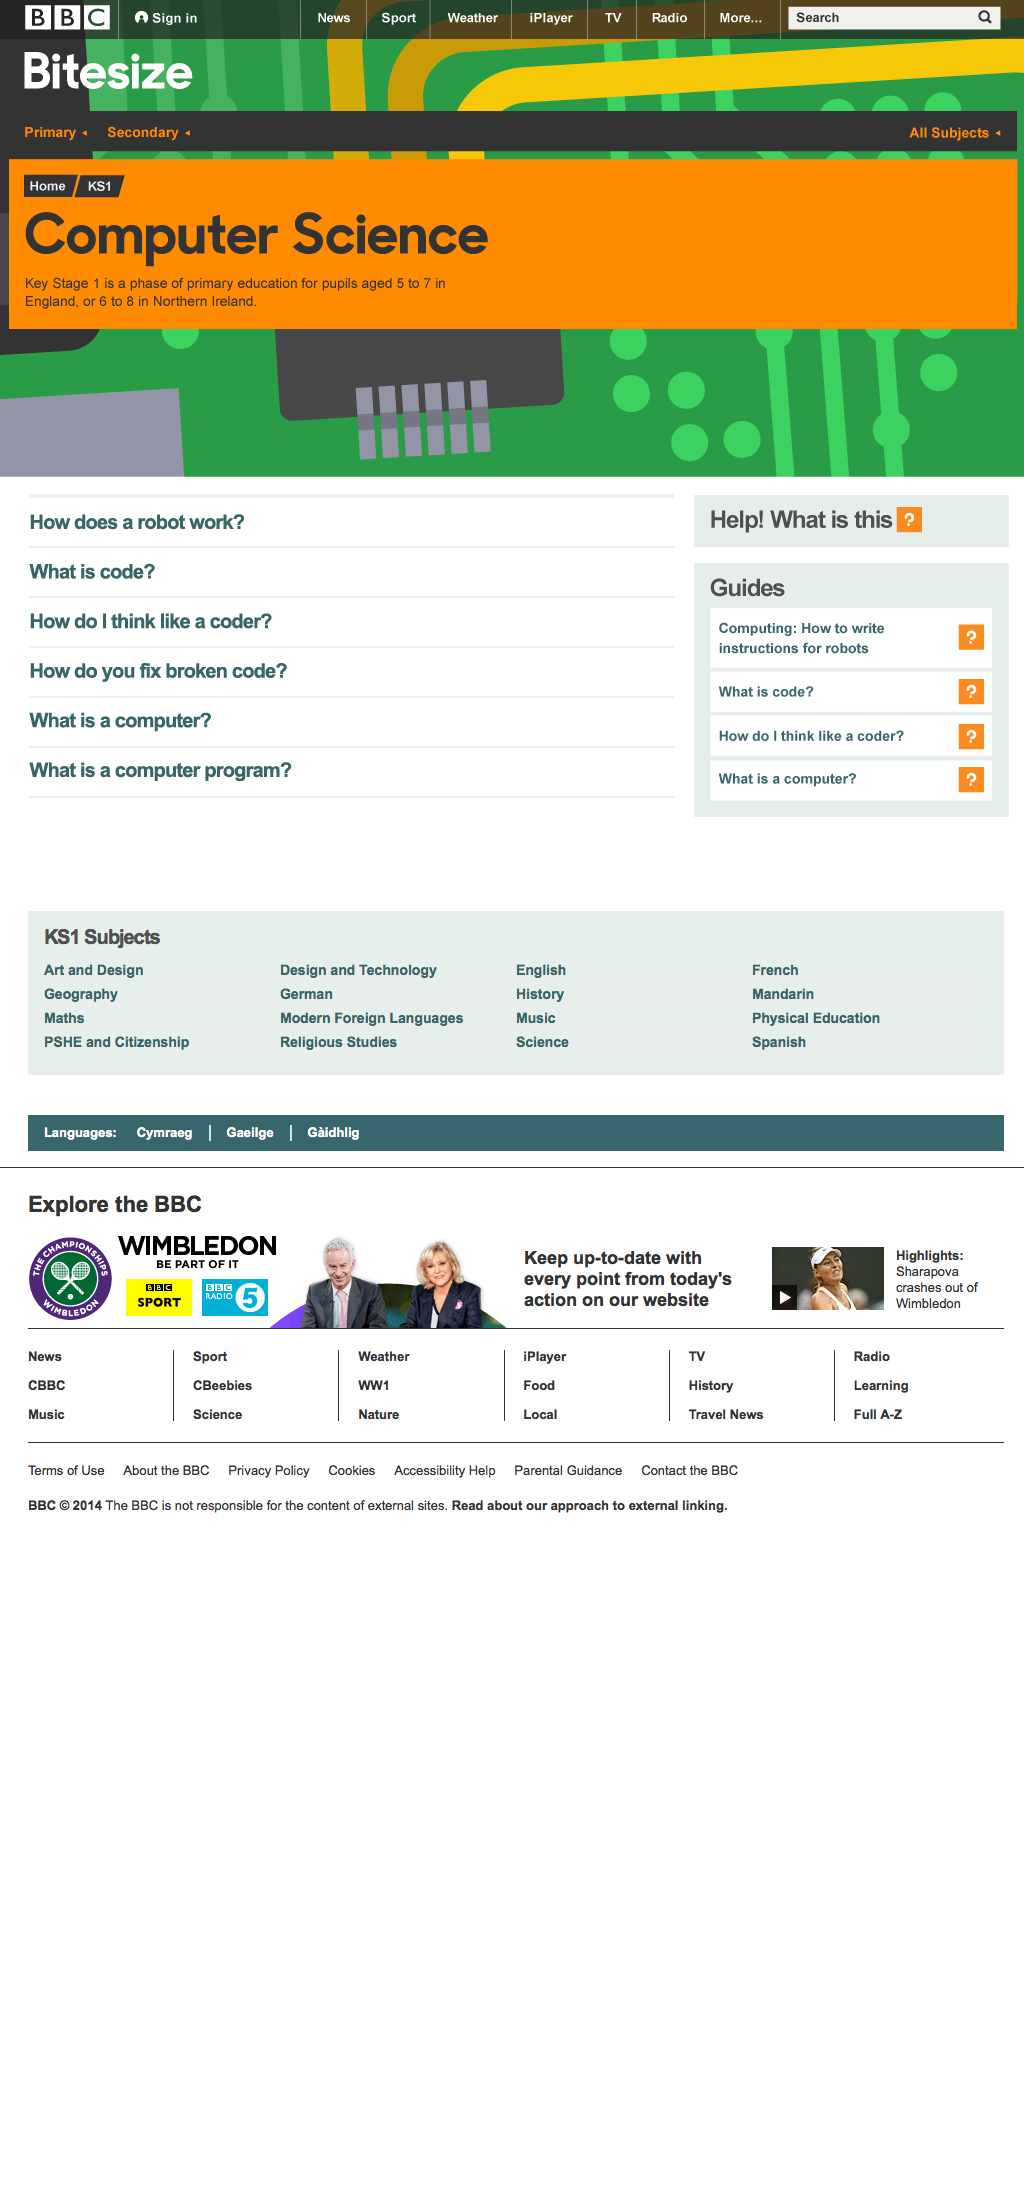 BBC Sign in News Sport Weather iPlayer TV Radio More... Search
Bitesize
Primary Secondary All Subjects
Home KS1
Computer Science
Key Stage 1 is a phase of primary education for pupils aged 5 to 7 in
England, or 6 to 8 in Northern Ireland.
How does a robot work?
What is code?
How do I think like a coder?
How do you fix broken code?
What is a computer?
What is a computer program?
Help! What is this ?
Guides
Computing: How to write
instructions for robots
?
What is code? ?
How do I think like a coder? ?
What is a computer? ?
KS1 Subjects
Art and Design Design and Technology English French
Geography German History Mandarin
Maths Modern Foreign Languages Music Physical Education
PSHE and Citizenship Religious Studies Science Spanish
Languages: Cymraeg Gaeilge Gàidhlig
Explore the BBC
THE CHAMPIONSHIPS
WIMBLEDON
WIMBLEDON
BE PART OF IT
BBC
SPORT
BBC
RADIO 5
Keep up-to-date with
every point from today's
action on our website
Highlights:
Sharapova
crashes out of
Wimbledon
News Sport Weather iPlayer TV Radio
CBBC CBeebies WW1 Food History Learning
Music Science Nature Local Travel News Full A-Z
Terms of Use About the BBC Privacy Policy Cookies Accessibility Help Parental Guidance Contact the BBC
BBC © 2014 The BBC is not responsible for the content of external sites. Read about our approach to external linking.